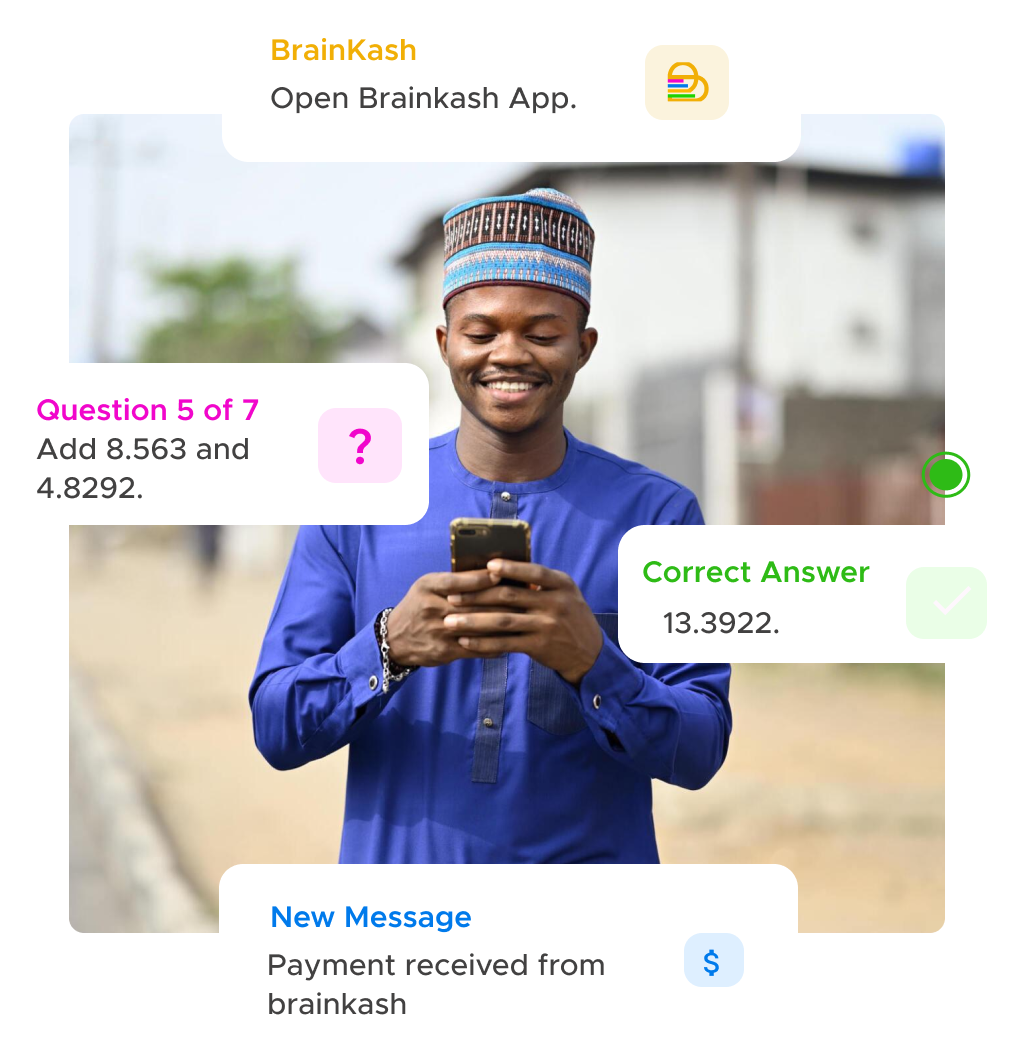 BrainKash
Open Brainkash App.
Question 5 of 7
Add 8.563 and
4.8292.
?
Correct Answer
13.3922.
New Message
Payment received from
brainkash
$